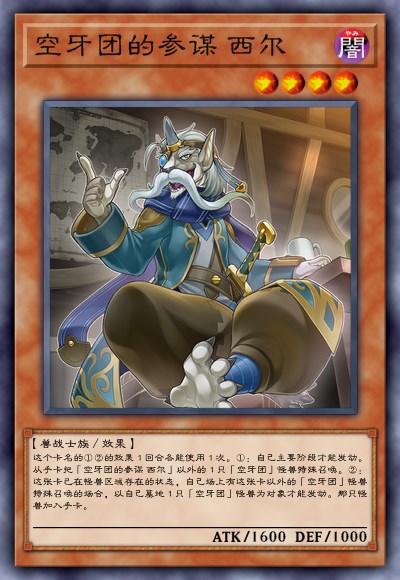 空牙团的参谋 西尔
やみ
闇
【兽战士族/效果】
这个卡名的①②的效果1回合各能使用1次。①：自己主要阶段才能发动。
从手卡把「空牙团的参谋 西尔」以外的1只「空牙团」怪兽特殊召唤。②：
这张卡已在怪兽区域存在的状态，自己场上有这张卡以外的「空牙团」怪兽
特殊召唤的场合，以自己墓地1只「空牙团」怪兽为对象才能发动。那只怪
兽加入手卡。
ATK/1600 DEF/1000